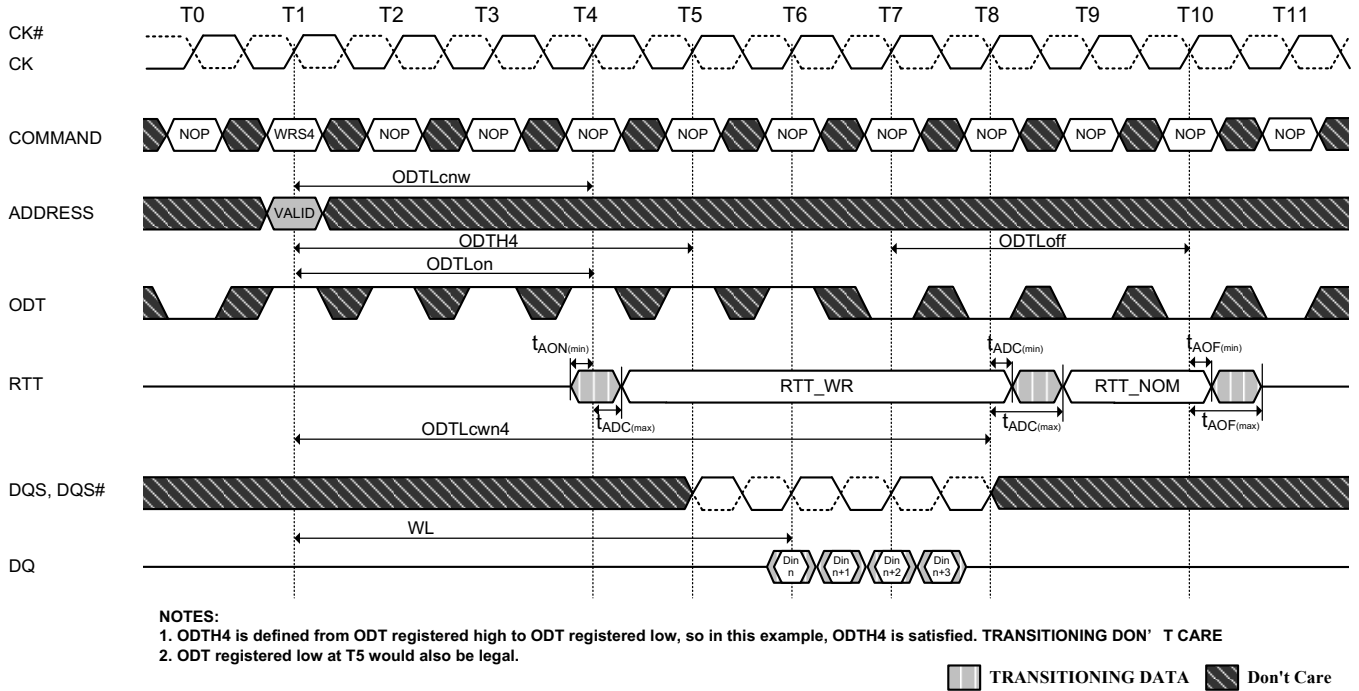 T0 T1 T2 T3 T4 T5 T6 T7 T8 T9 T10 T11
CK#
CK
COMMAND
NOP WRS4 NOP NOP NOP NOP NOP NOP NOP NOP NOP NOP
ODTLcnw
ADDRESS
VALID
ODTH4 ODTLoff
ODTLon
ODT
tAON(min) tADC(min) tAOF(min)
RTT
RTT_WR RTT_NOM
tADC(max) tADC(max) tAOF(max)
ODTLcwn4
DQS, DQS#
WL
DQ
Din n Din n+1 Din n+2 Din n+3
NOTES:
1. ODTH4 is defined from ODT registered high to ODT registered low, so in this example, ODTH4 is satisfied. TRANSITIONING DON' T CARE
2. ODT registered low at T5 would also be legal.
TRANSITIONING DATA Don't Care